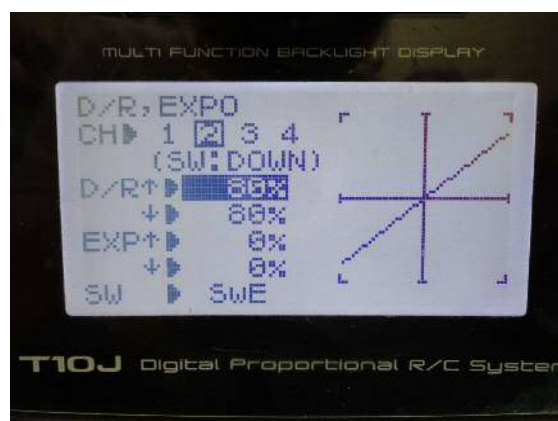 MULTI FUNCTION BACKLIGHT DISPLAY
D/R,EXPO
CH▶ 1 2 3 4
(SW:DOWN)
D/R↑▶ 80%
↓▶ 80%
EXP↑▶ 0%
↓▶ 0%
SW ▶ SwE
T10J Digital Proportional R/C System